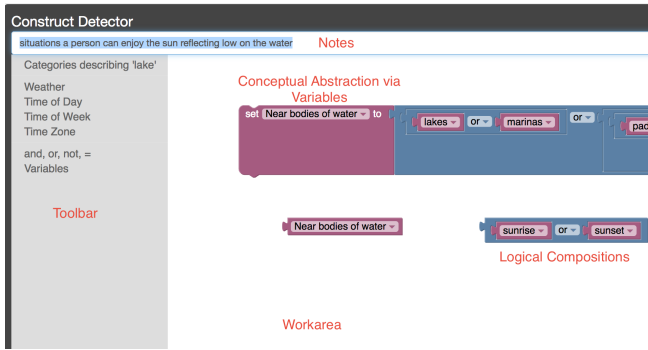 Construct Detector
situations a person can enjoy the sun reflecting low on the water
Notes
Categories describing 'lake'
Weather
Time of Day
Time of Week
Time Zone
and, or, not, =
Variables
Toolbar
Conceptual Abstraction via
Variables
set Near bodies of water to lakes or marinas or
Near bodies of water
sunrise or sunset
Logical Compositions
Workarea